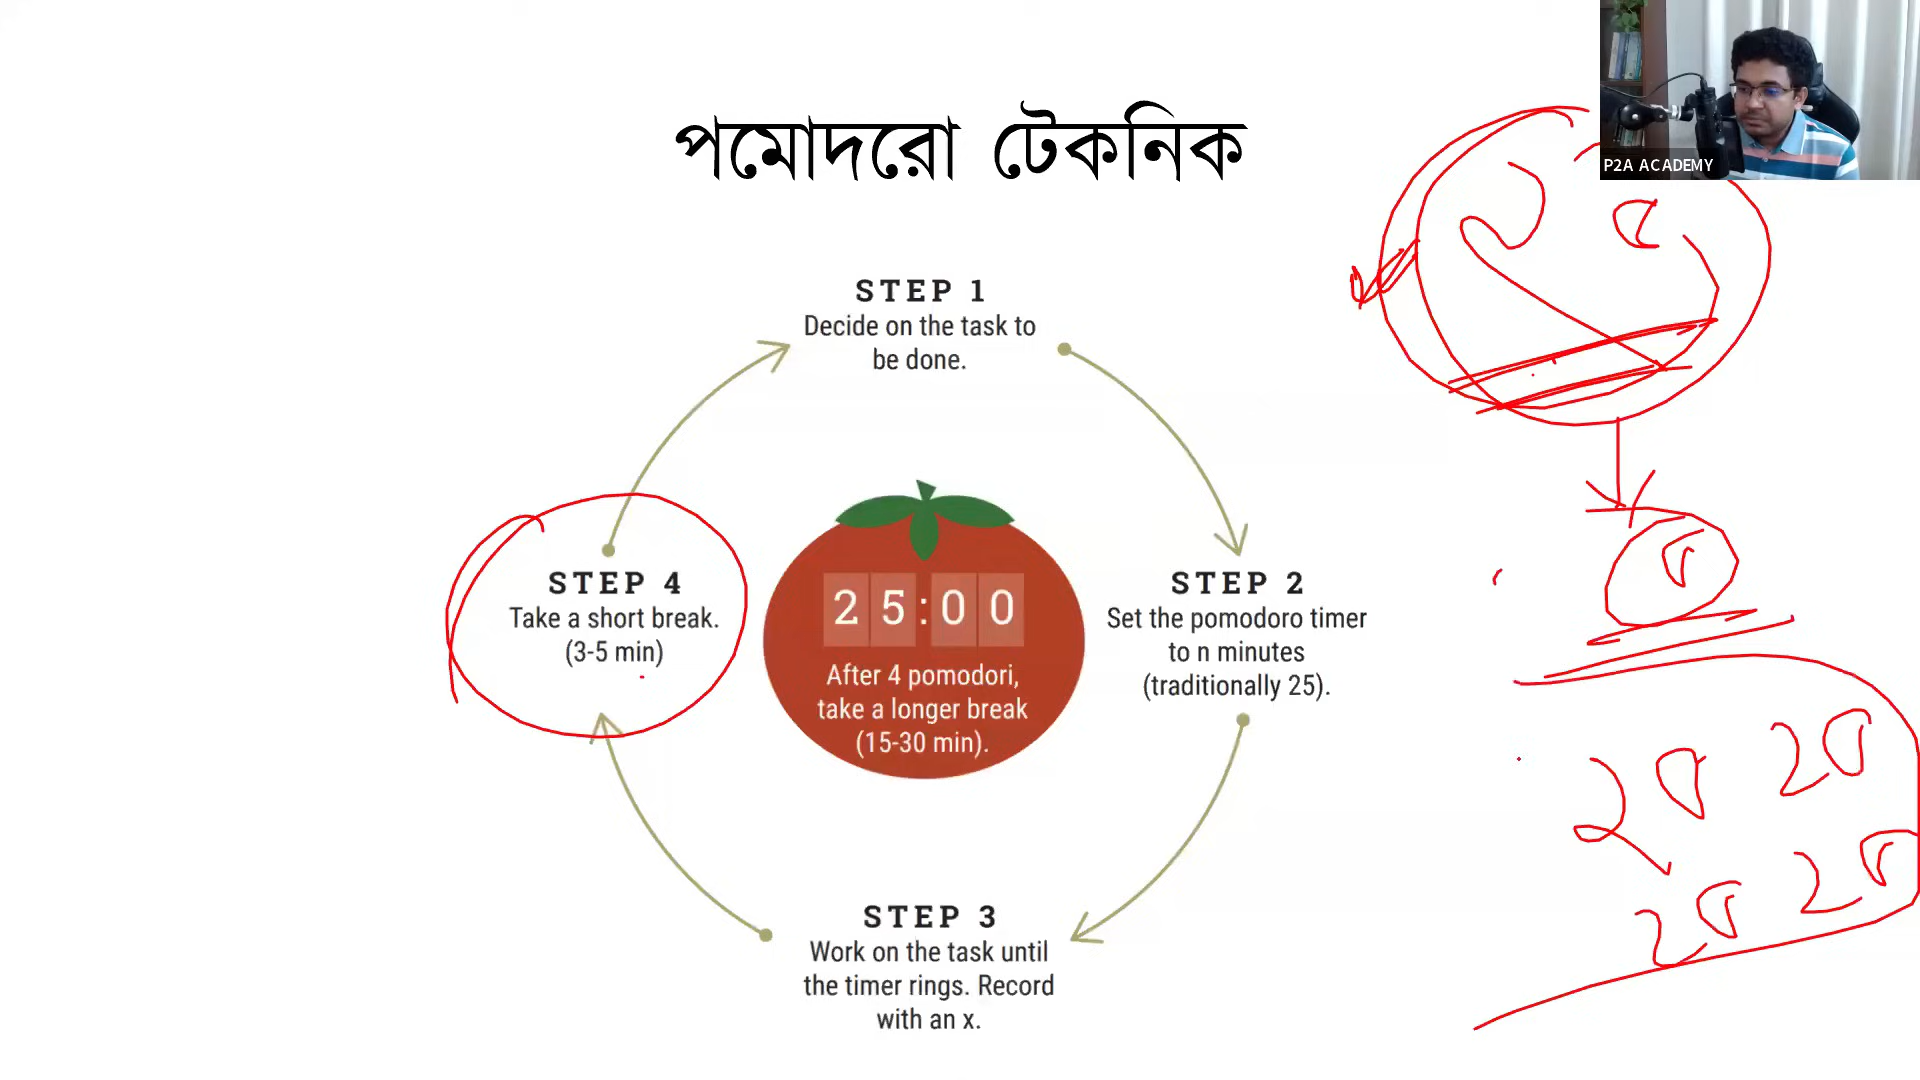 P2A ACADEMY
পমোদরো টেকনিক
STEP 1
Decide on the task to
be done.
STEP 4
Take a short break.
(3-5 min)
25:00
After 4 pomodori,
take a longer break
(15-30 min).
STEP 2
Set the pomodoro timer
to n minutes
(traditionally 25).
STEP 3
Work on the task until
the timer rings. Record
with an x.